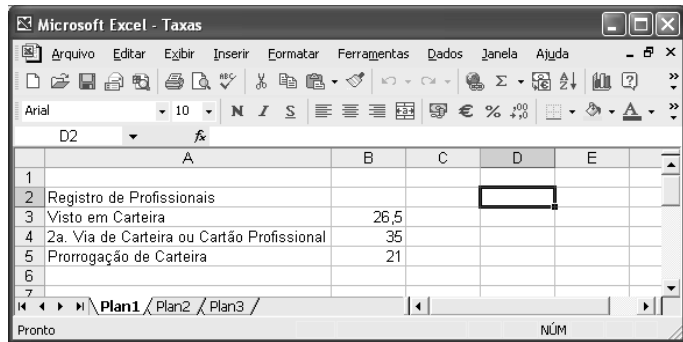 Microsoft Excel - Taxas
Arquivo Editar Exibir Inserir Formatar Ferramentas Dados Janela Ajuda
Arial 10 N I S € % ,00
D2 fx
A B C D E
1
2 Registro de Profissionais
3 Visto em Carteira 26,5
4 2a. Via de Carteira ou Cartão Profissional 35
5 Prorrogação de Carteira 21
6
7
Plan1 / Plan2 / Plan3 /
Pronto NÚM